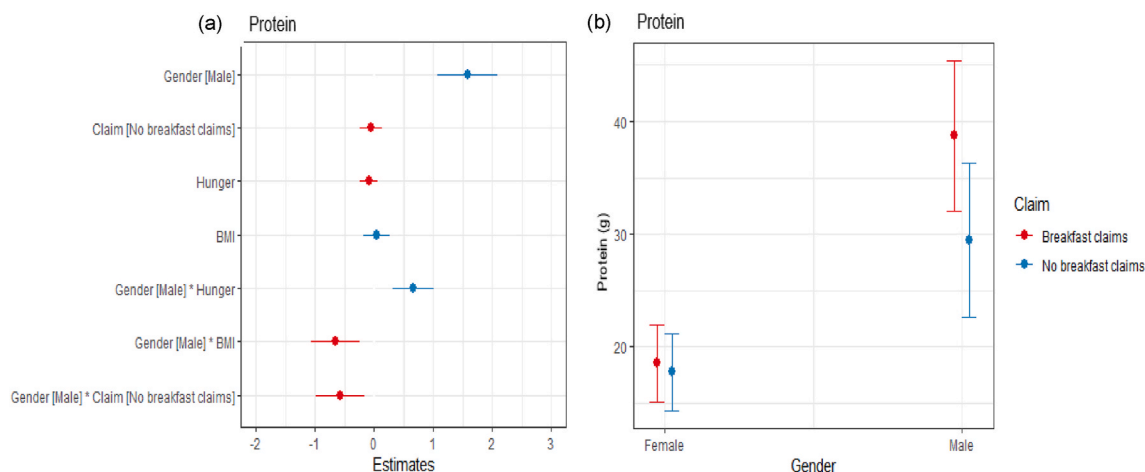 (a) Protein
Gender [Male]
Claim [No breakfast claims]
Hunger
BMI
Gender [Male] * Hunger
Gender [Male] * BMI
Gender [Male] * Claim [No breakfast claims]
-2 -1 0 1 2 3
Estimates
(b) Protein
Protein (g)
40
30
20
Female Male
Gender
Claim
Breakfast claims
No breakfast claims